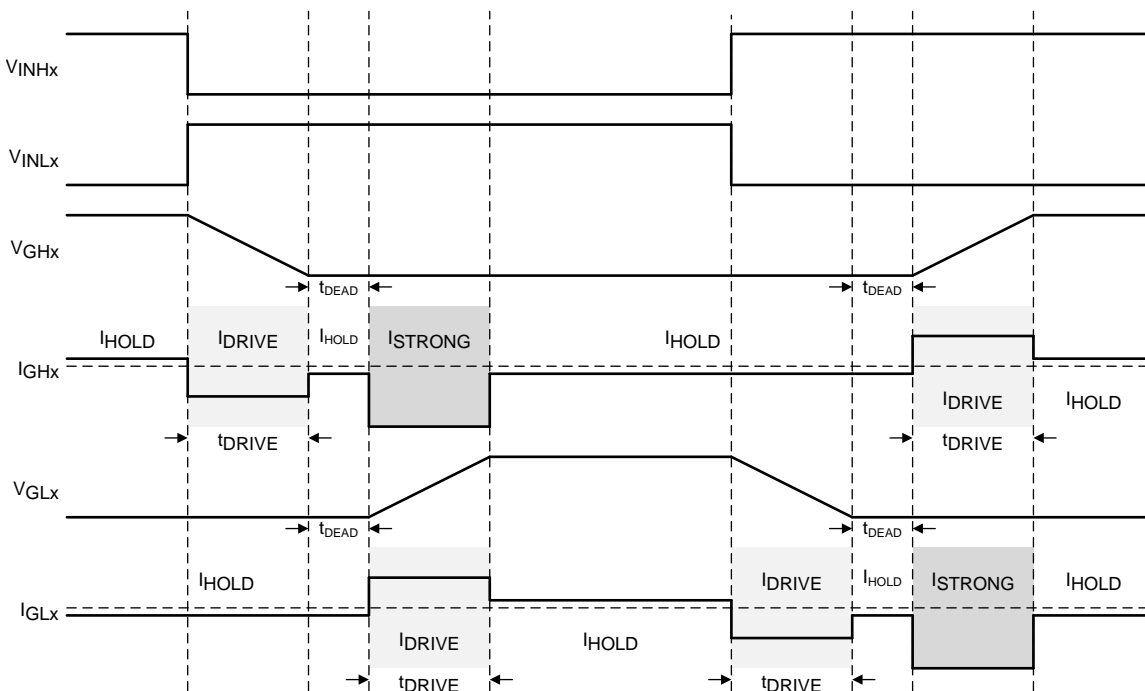 VINHx
VINLx
VGHx
tDEAD
tDEAD
IHOLD
IDRIVE
IHOLD
ISTRONG
IHOLD
IGHx
IDRIVE
IHOLD
tDRIVE
tDRIVE
VGLx
tDEAD
tDEAD
IHOLD
IDRIVE
IHOLD
ISTRONG
IHOLD
IGLx
IDRIVE
IHOLD
tDRIVE
tDRIVE